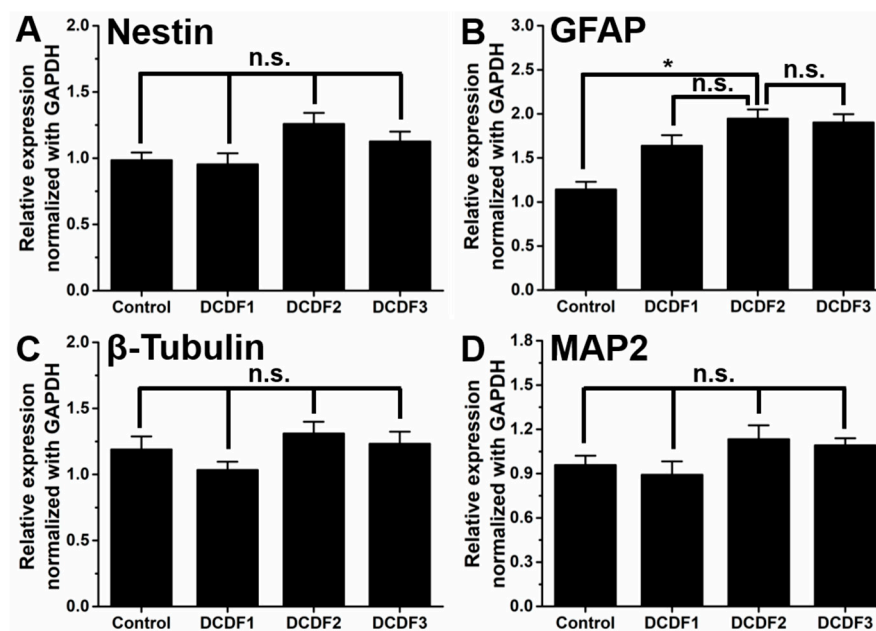 A Nestin
Relative expression
normalized with GAPDH
2.0
1.5
1.0
0.5
0.0
n.s.
Control DCDF1 DCDF2 DCDF3
B GFAP
Relative expression
normalized with GAPDH
3.0
2.5
2.0
1.5
1.0
0.5
0.0
*
n.s.
n.s.
Control DCDF1 DCDF2 DCDF3
C β-Tubulin
Relative expression
normalized with GAPDH
2.0
1.5
1.0
0.5
0.0
n.s.
Control DCDF1 DCDF2 DCDF3
D MAP2
Relative expression
normalized with GAPDH
1.8
1.5
1.2
0.9
0.6
0.3
0.0
n.s.
Control DCDF1 DCDF2 DCDF3